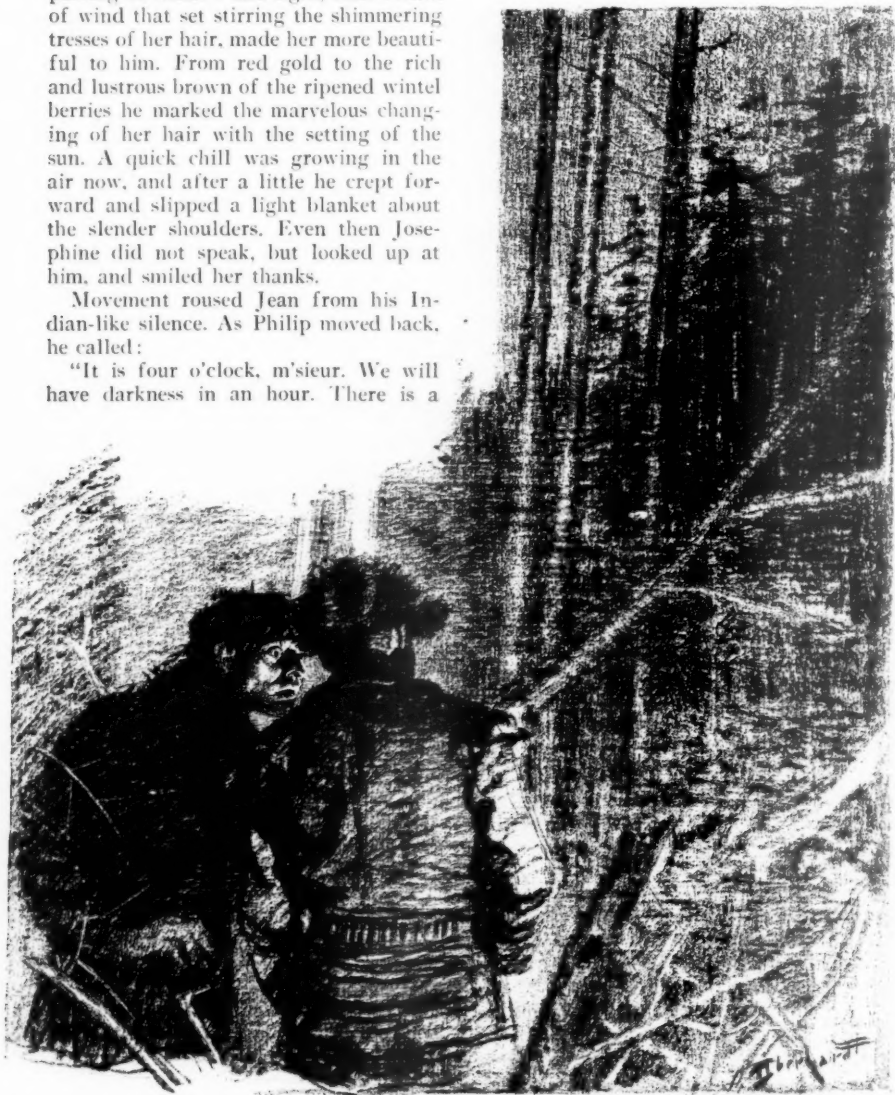 of wind that set stirring the shimmering
tresses of her hair, made her more beauti-
ful to him. From red gold to the rich
and lustrous brown of the ripened wintel
berries he marked the marvelous chang-
ing of her hair with the setting of the
sun. A quick chill was growing in the
air now, and after a little he crept for-
ward and slipped a light blanket about
the slender shoulders. Even then Jose-
phine did not speak, but looked up at
him, and smiled her thanks.
Movement roused Jean from his In-
dian-like silence. As Philip moved back,
he called:
"It is four o'clock, m'sieur. We will
have darkness in an hour. There is a